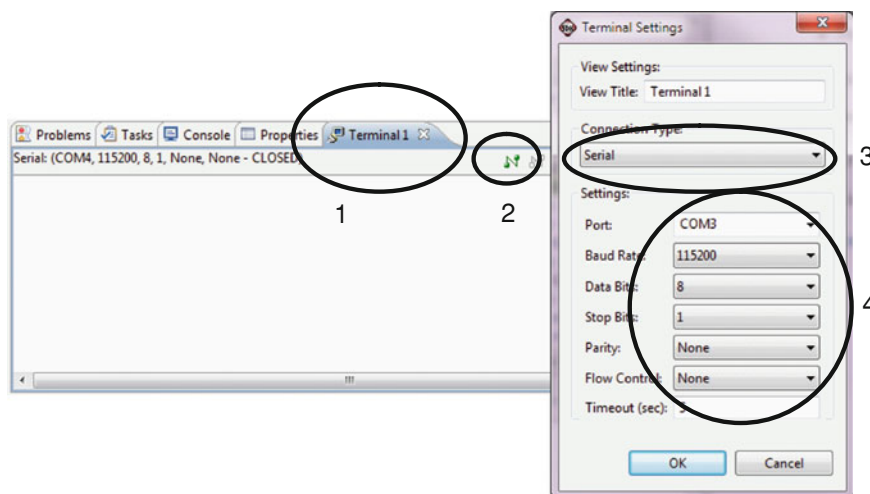 Problems Tasks Console Properties Terminal 1
Serial: (COM4, 115200, 8, 1, None, None - CLOSED)
1
2
Terminal Settings
View Settings:
View Title: Terminal 1
Connection Type:
Serial
3
Settings:
Port: COM3
Baud Rate: 115200
Data Bits: 8
Stop Bits: 1
4
Parity: None
Flow Control: None
Timeout (sec): 5
OK Cancel